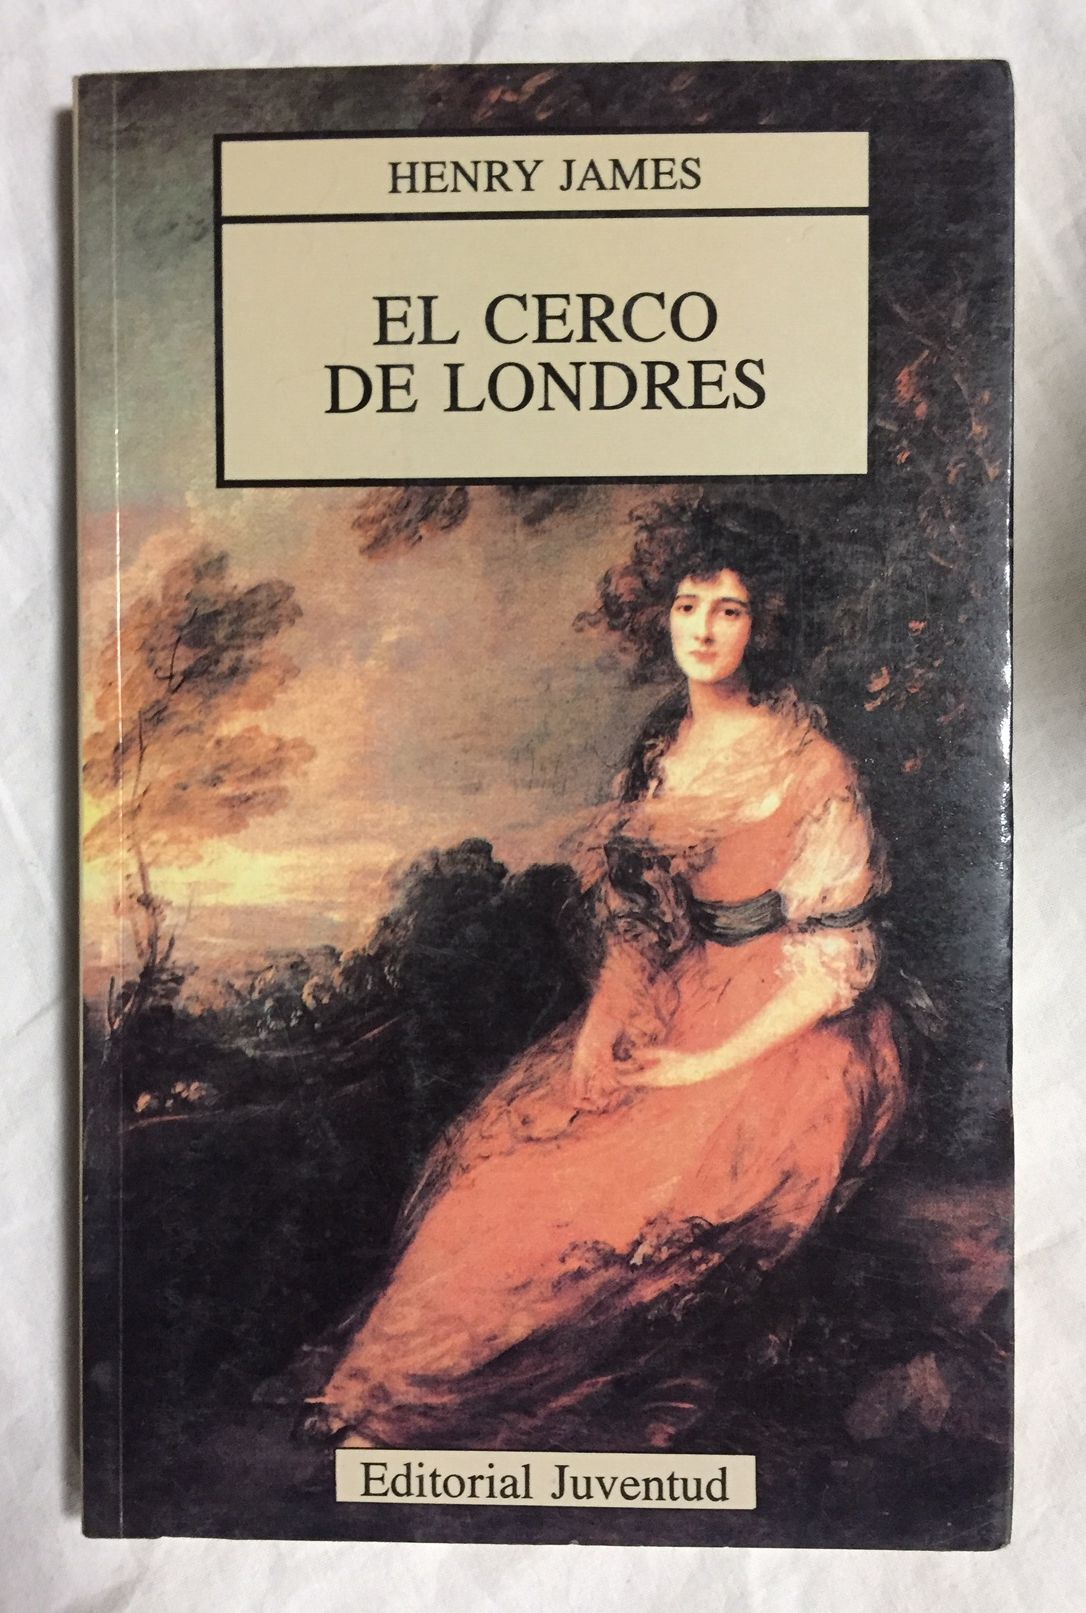 HENRY JAMES
EL CERCO
DE LONDRES
Editorial Juventud